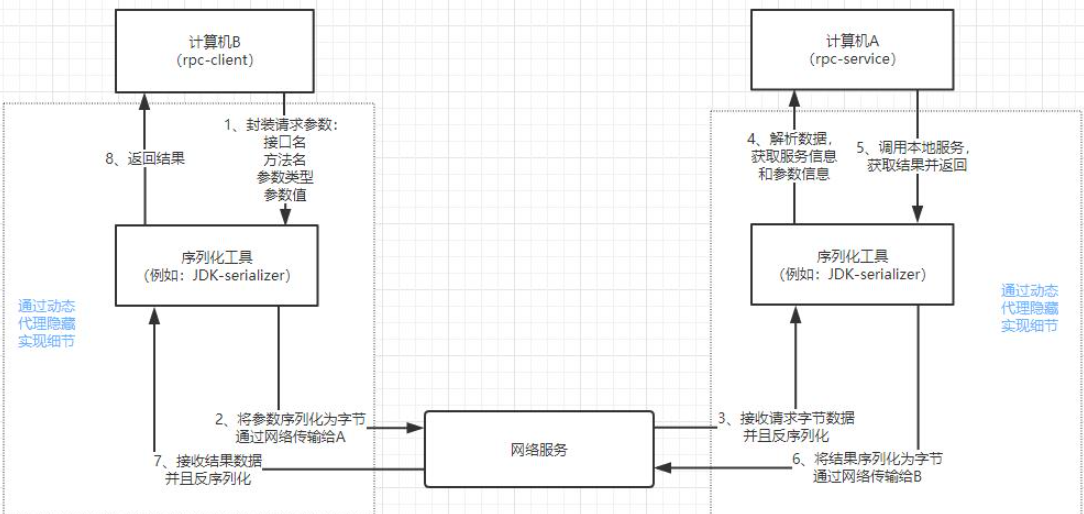 计算机B
（rpc-client）
计算机A
（rpc-service）
1、封装请求参数：
接口名
方法名
参数类型
参数值
8、返回结果
4、解析数据，
获取服务信息
和参数信息
5、调用本地服务，
获取结果并返回
序列化工具
（例如：JDK-serializer）
序列化工具
（例如：JDK-serializer）
通过动态
代理隐藏
实现细节
通过动态
代理隐藏
实现细节
2、将参数序列化为字节
通过网络传输给A
网络服务
3、接收请求字节数据
并且反序列化
7、接收结果数据
并且反序列化
6、将结果序列化为字节
通过网络传输给B